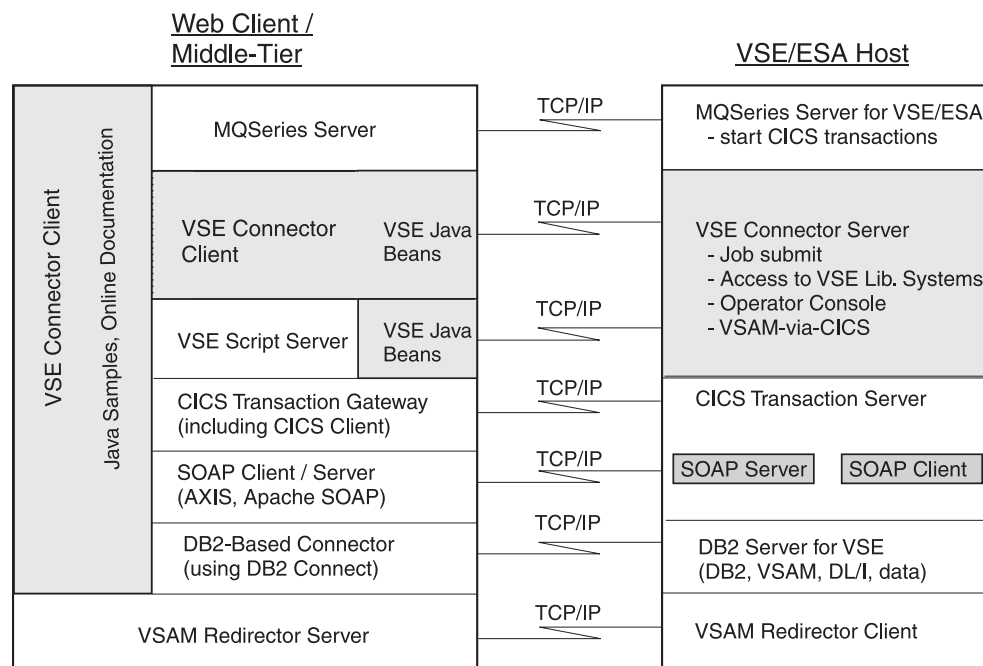 Web Client /
Middle-Tier
VSE/ESA Host
VSE Connector Client
Java Samples, Online Documentation
MQSeries Server
TCP/IP
MQSeries Server for VSE/ESA
- start CICS transactions
VSE Connector
Client
VSE Java
Beans
TCP/IP
VSE Connector Server
- Job submit
- Access to VSE Lib. Systems
- Operator Console
- VSAM-via-CICS
VSE Script Server
VSE Java
Beans
TCP/IP
CICS Transaction Gateway
(including CICS Client)
TCP/IP
CICS Transaction Server
SOAP Client / Server
(AXIS, Apache SOAP)
TCP/IP
SOAP Server
SOAP Client
DB2-Based Connector
(using DB2 Connect)
TCP/IP
DB2 Server for VSE
(DB2, VSAM, DL/I, data)
VSAM Redirector Server
TCP/IP
VSAM Redirector Client